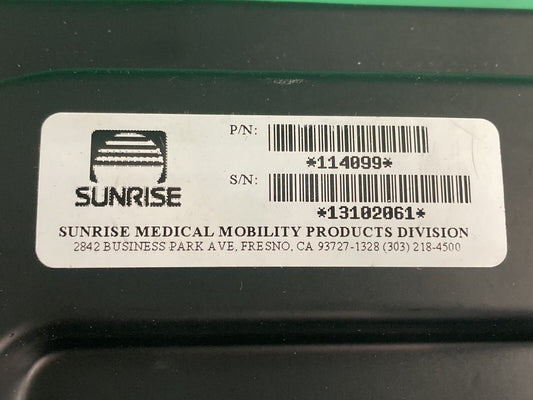 P/N:
*114099*
S/N:
*13102061*
SUNRISE
SUNRISE MEDICAL MOBILITY PRODUCTS DIVISION
2842 BUSINESS PARK AVE, FRESNO, CA 93727-1328 (303) 218-4500